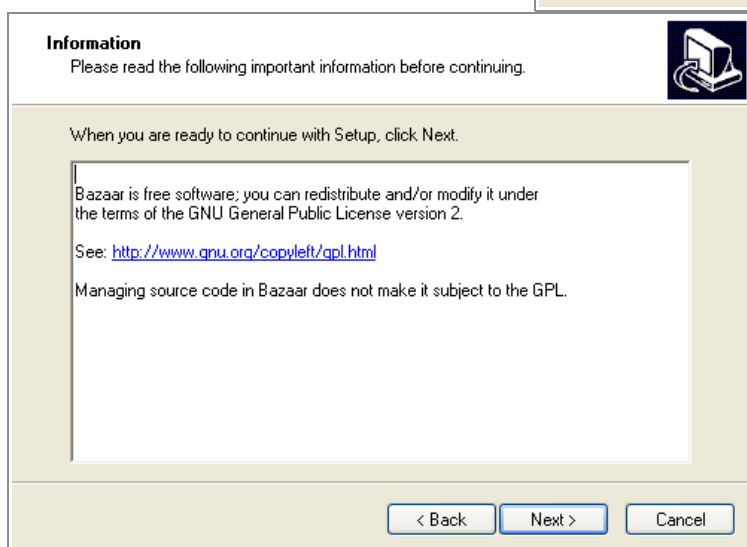 Information
Please read the following important information before continuing.
When you are ready to continue with Setup, click Next.
Bazaar is free software; you can redistribute and/or modify it under
the terms of the GNU General Public License version 2.
See: http://www.gnu.org/copyleft/gpl.html
Managing source code in Bazaar does not make it subject to the GPL.
< Back
Next >
Cancel